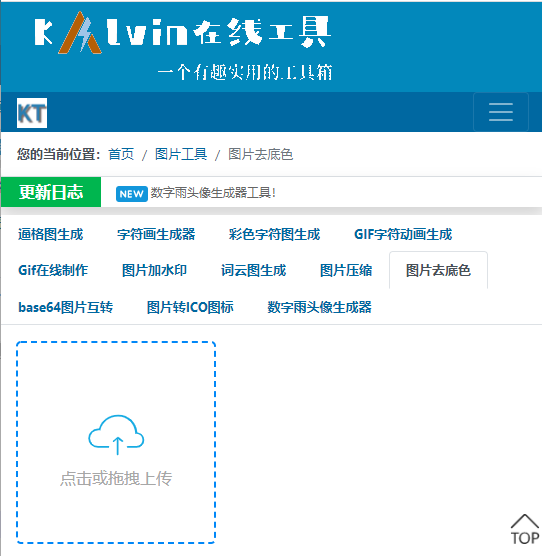 Kalvin在线工具
一个有趣实用的工具箱
KT
您的当前位置: 首页 / 图片工具 / 图片去底色
更新日志 NEW 数字雨头像生成器工具!
逼格图生成 字符画生成器 彩色字符图生成 GIF字符动画生成
Gif在线制作 图片加水印 词云图生成 图片压缩 图片去底色
base64图片互转 图片转ICO图标 数字雨头像生成器
点击或拖拽上传
TOP